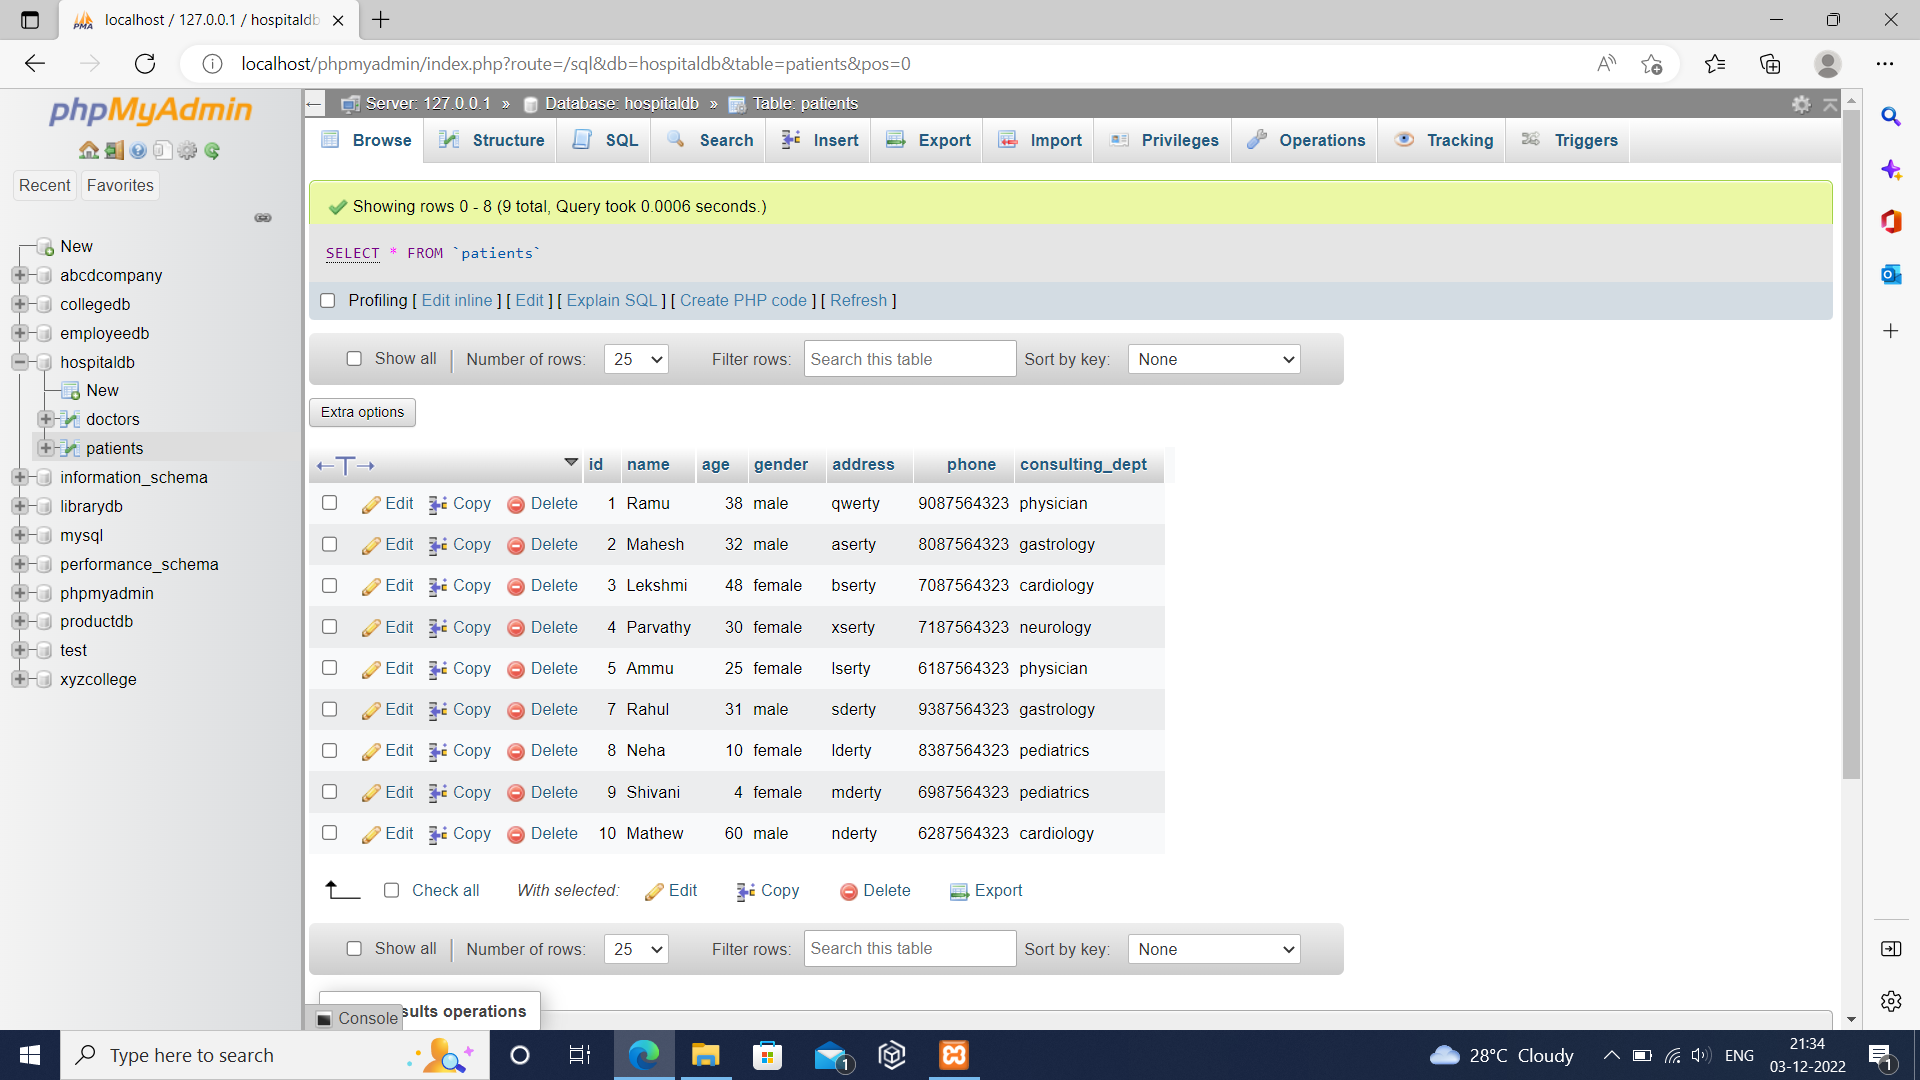 localhost / 127.0.0.1 / hospitaldb
localhost/phpmyadmin/index.php?route=/sql&db=hospitaldb&table=patients&pos=0
phpMyAdmin
Recent Favorites
New
abcdcompany
collegedb
employeedb
hospitaldb
New
doctors
patients
information_schema
librarydb
mysql
performance_schema
phpmyadmin
productdb
test
xyzcollege
Server: 127.0.0.1 » Database: hospitaldb » Table: patients
Browse Structure SQL Search Insert Export Import Privileges Operations Tracking Triggers
Showing rows 0 - 8 (9 total, Query took 0.0006 seconds.)
SELECT * FROM `patients`
Profiling [ Edit inline ] [ Edit ] [ Explain SQL ] [ Create PHP code ] [ Refresh ]
Show all | Number of rows: 25 Filter rows: Search this table Sort by key: None
Extra options
←T→ id name age gender address phone consulting_dept
Edit Copy Delete 1 Ramu 38 male qwerty 9087564323 physician
Edit Copy Delete 2 Mahesh 32 male aserty 8087564323 gastrology
Edit Copy Delete 3 Lekshmi 48 female bserty 7087564323 cardiology
Edit Copy Delete 4 Parvathy 30 female xserty 7187564323 neurology
Edit Copy Delete 5 Ammu 25 female lserty 6187564323 physician
Edit Copy Delete 7 Rahul 31 male sderty 9387564323 gastrology
Edit Copy Delete 8 Neha 10 female lderty 8387564323 pediatrics
Edit Copy Delete 9 Shivani 4 female mderty 6987564323 pediatrics
Edit Copy Delete 10 Mathew 60 male nderty 6287564323 cardiology
Check all With selected: Edit Copy Delete Export
Show all | Number of rows: 25 Filter rows: Search this table Sort by key: None
sults operations
Console
Type here to search
1
28°C Cloudy
ENG
21:34
03-12-2022
1